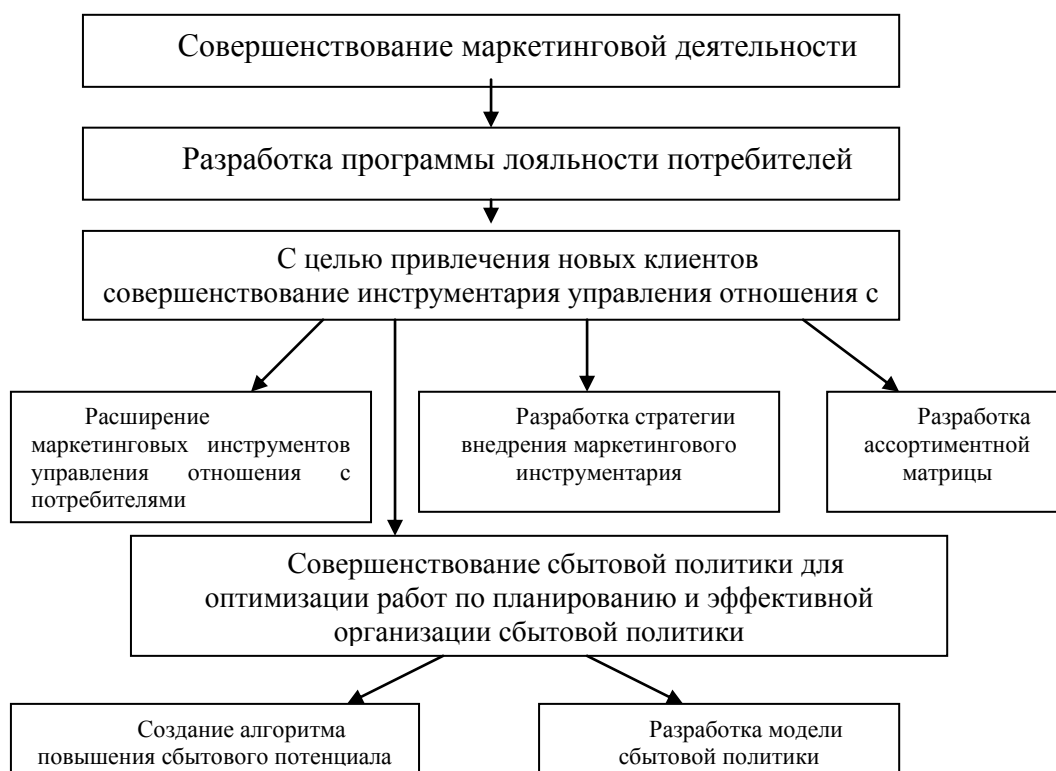 Совершенствование маркетинговой деятельности
Разработка программы лояльности потребителей
С целью привлечения новых клиентов
совершенствование инструментария управления отношения с
Расширение
маркетинговых инструментов
управления отношения с
потребителями
Разработка стратегии
внедрения маркетингового
инструментария
Разработка
ассортиментной
матрицы
Совершенствование сбытовой политики для
оптимизации работ по планированию и эффективной
организации сбытовой политики
Создание алгоритма
повышения сбытового потенциала
Разработка модели
сбытовой политики